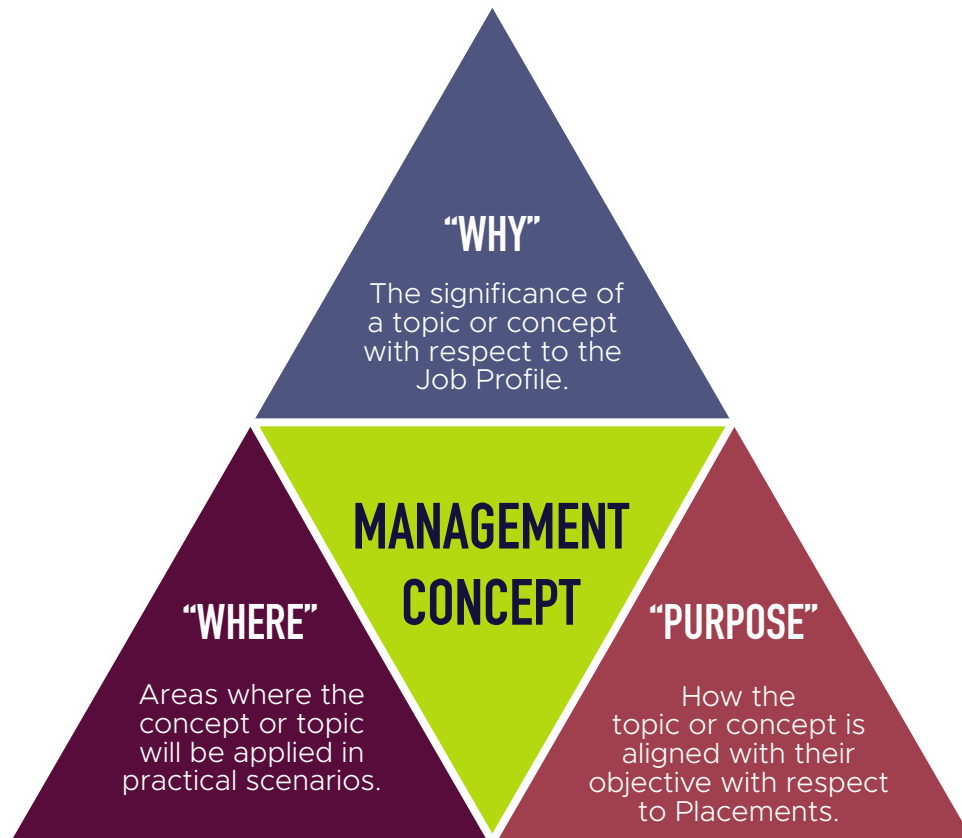 “WHY”
The significance of
a topic or concept
with respect to the
Job Profile.
MANAGEMENT
CONCEPT
“WHERE”
Areas where the
concept or topic
will be applied in
practical scenarios.
“PURPOSE”
How the
topic or concept is
aligned with their
objective with respect
to Placements.